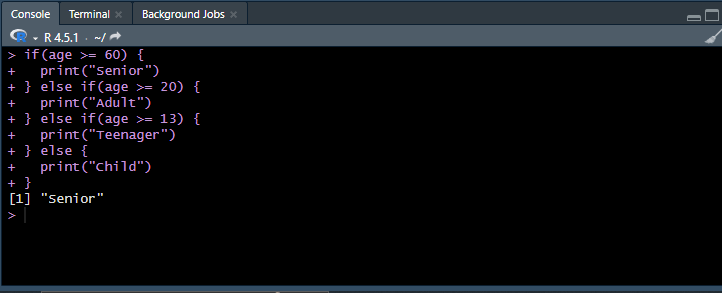 Console Terminal Background Jobs
R 4.5.1 · ~/
> if(age >= 60) {
+   print("Senior")
+ } else if(age >= 20) {
+   print("Adult")
+ } else if(age >= 13) {
+   print("Teenager")
+ } else {
+   print("Child")
+ }
[1] "Senior"
>